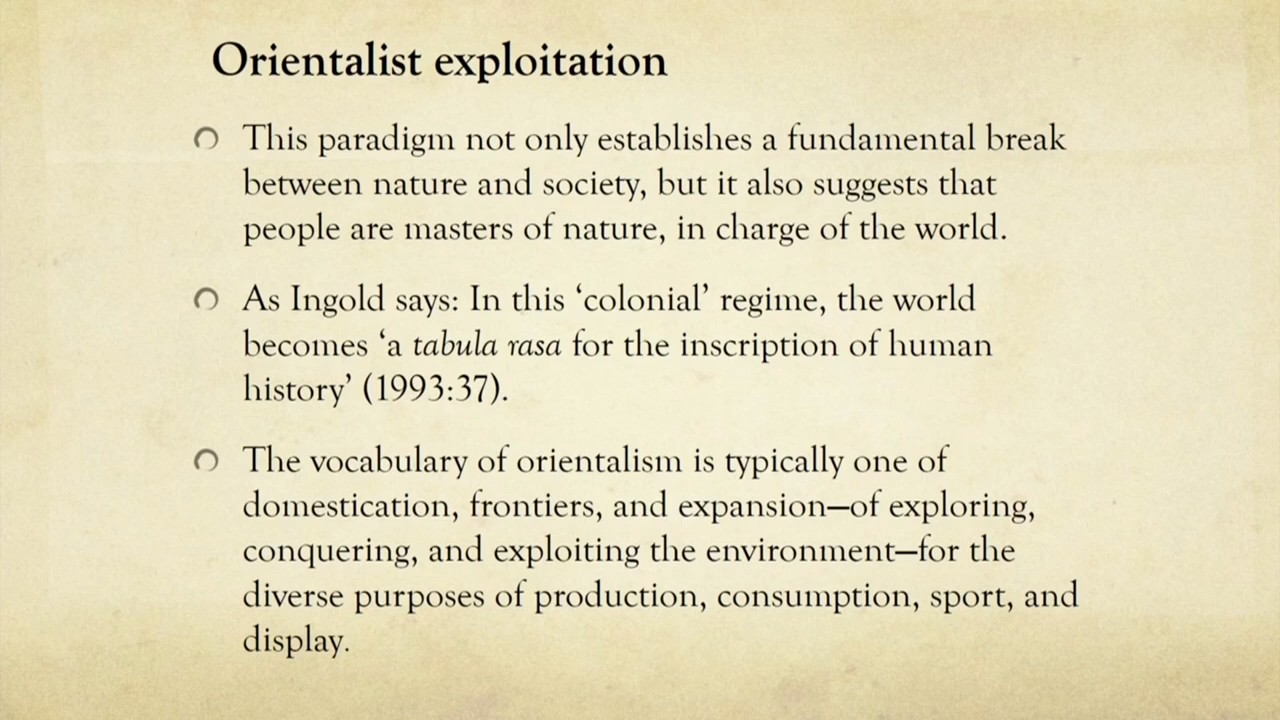 Orientalist exploitation
This paradigm not only establishes a fundamental break
between nature and society, but it also suggests that
people are masters of nature, in charge of the world.
As Ingold says: In this ‘colonial’ regime, the world
becomes ‘a tabula rasa for the inscription of human
history’ (1993:37).
The vocabulary of orientalism is typically one of
domestication, frontiers, and expansion—of exploring,
conquering, and exploiting the environment—for the
diverse purposes of production, consumption, sport, and
display.